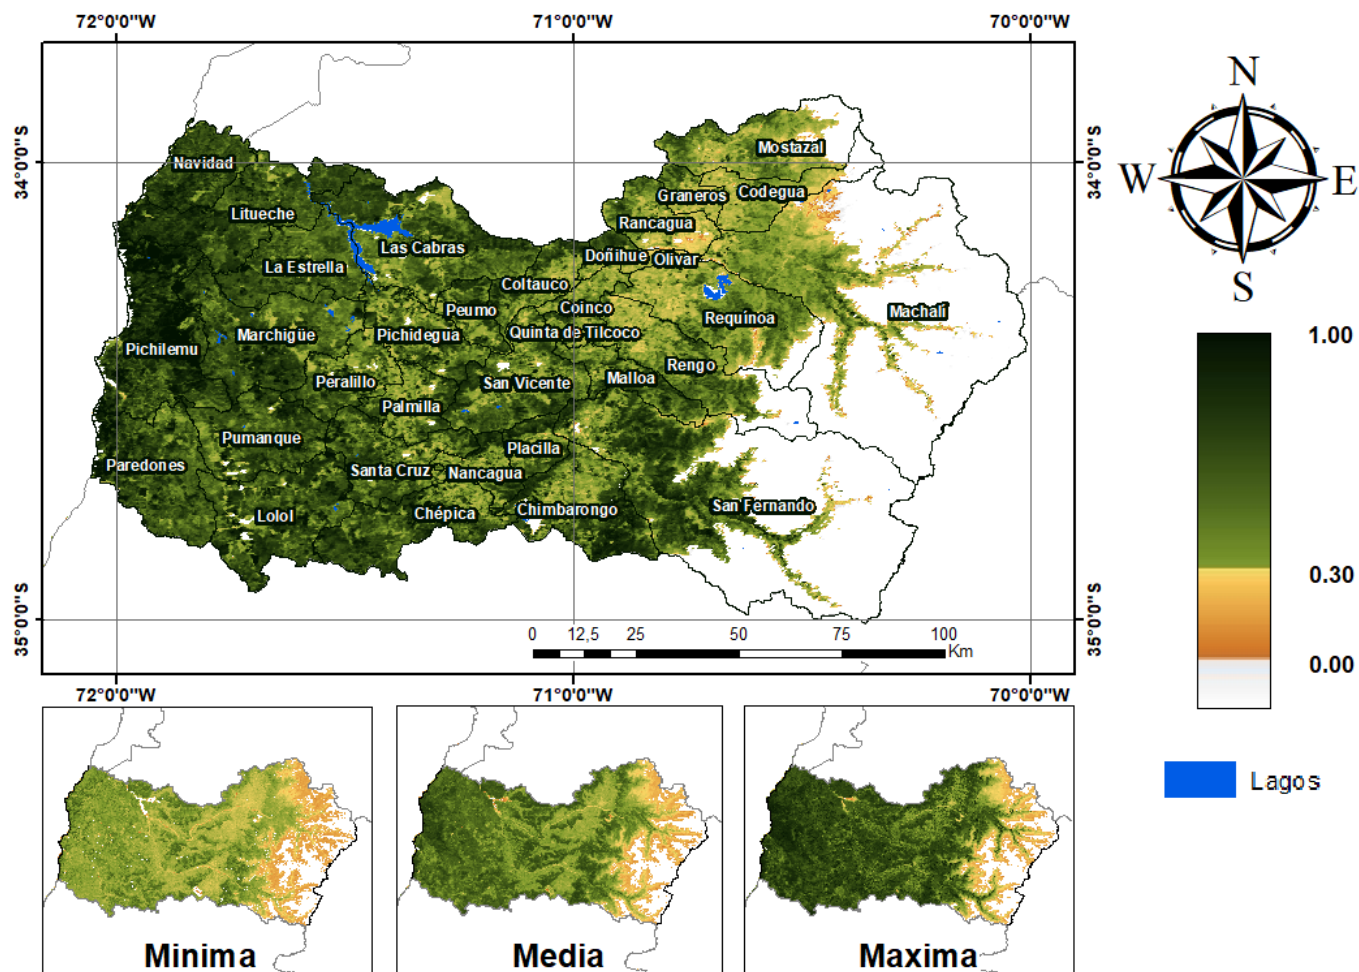 72°0'0"W 71°0'0"W 70°0'0"W
34°0'0"S
34°0'0"S
35°0'0"S
35°0'0"S
N
W E
S
Navidad
Mostazal
Litueche
Graneros
Codegua
Rancagua
Las Cabras
La Estrella
Doñihue
Olivar
Coltauco
Peumo
Coinco
Machalí
Requínoa
Marchigüe
Pichidegua
Quinta de Tilcoco
Pichilemu
Rengo
Peralillo
San Vicente
Malloa
Palmilla
Pumanque
Placilla
Paredones
Santa Cruz
Nancagua
San Fernando
Lolol
Chépica
Chimbarongo
0 12,5 25 50 75 100
Km
72°0'0"W 71°0'0"W 70°0'0"W
1.00
0.30
0.00
Lagos
Minima
Media
Maxima